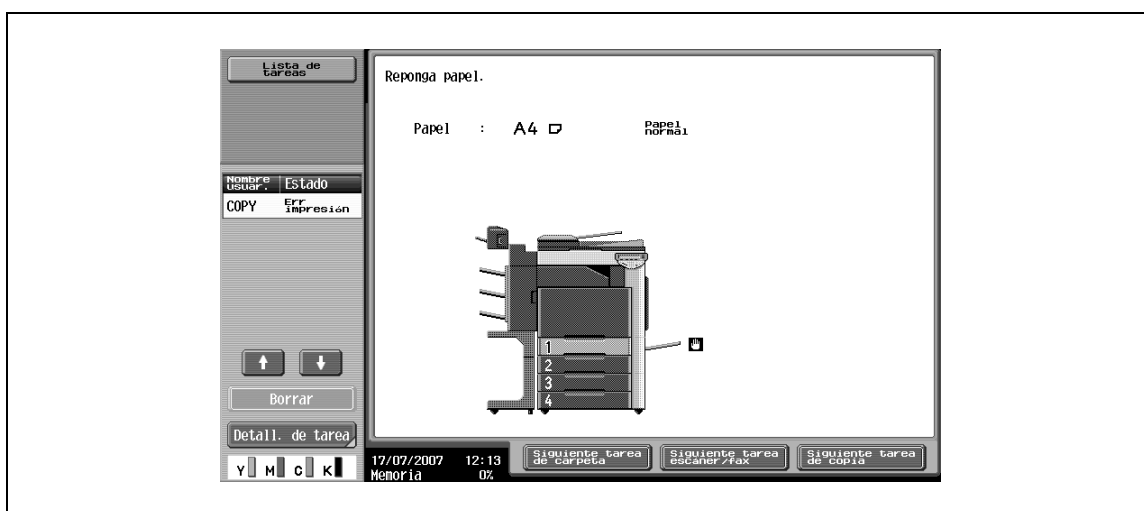 Lista de
tareas
Reponga papel.
Papel : A4 Papel
normal
Nombre
usuar. Estado
COPY Err
impresión
1
2
3
4
Borrar
Detall. de tarea
Y M C K
17/07/2007 12:13
Memoria 0%
Siguiente tarea
de carpeta
Siguiente tarea
escáner/fax
Siguiente tarea
de copia